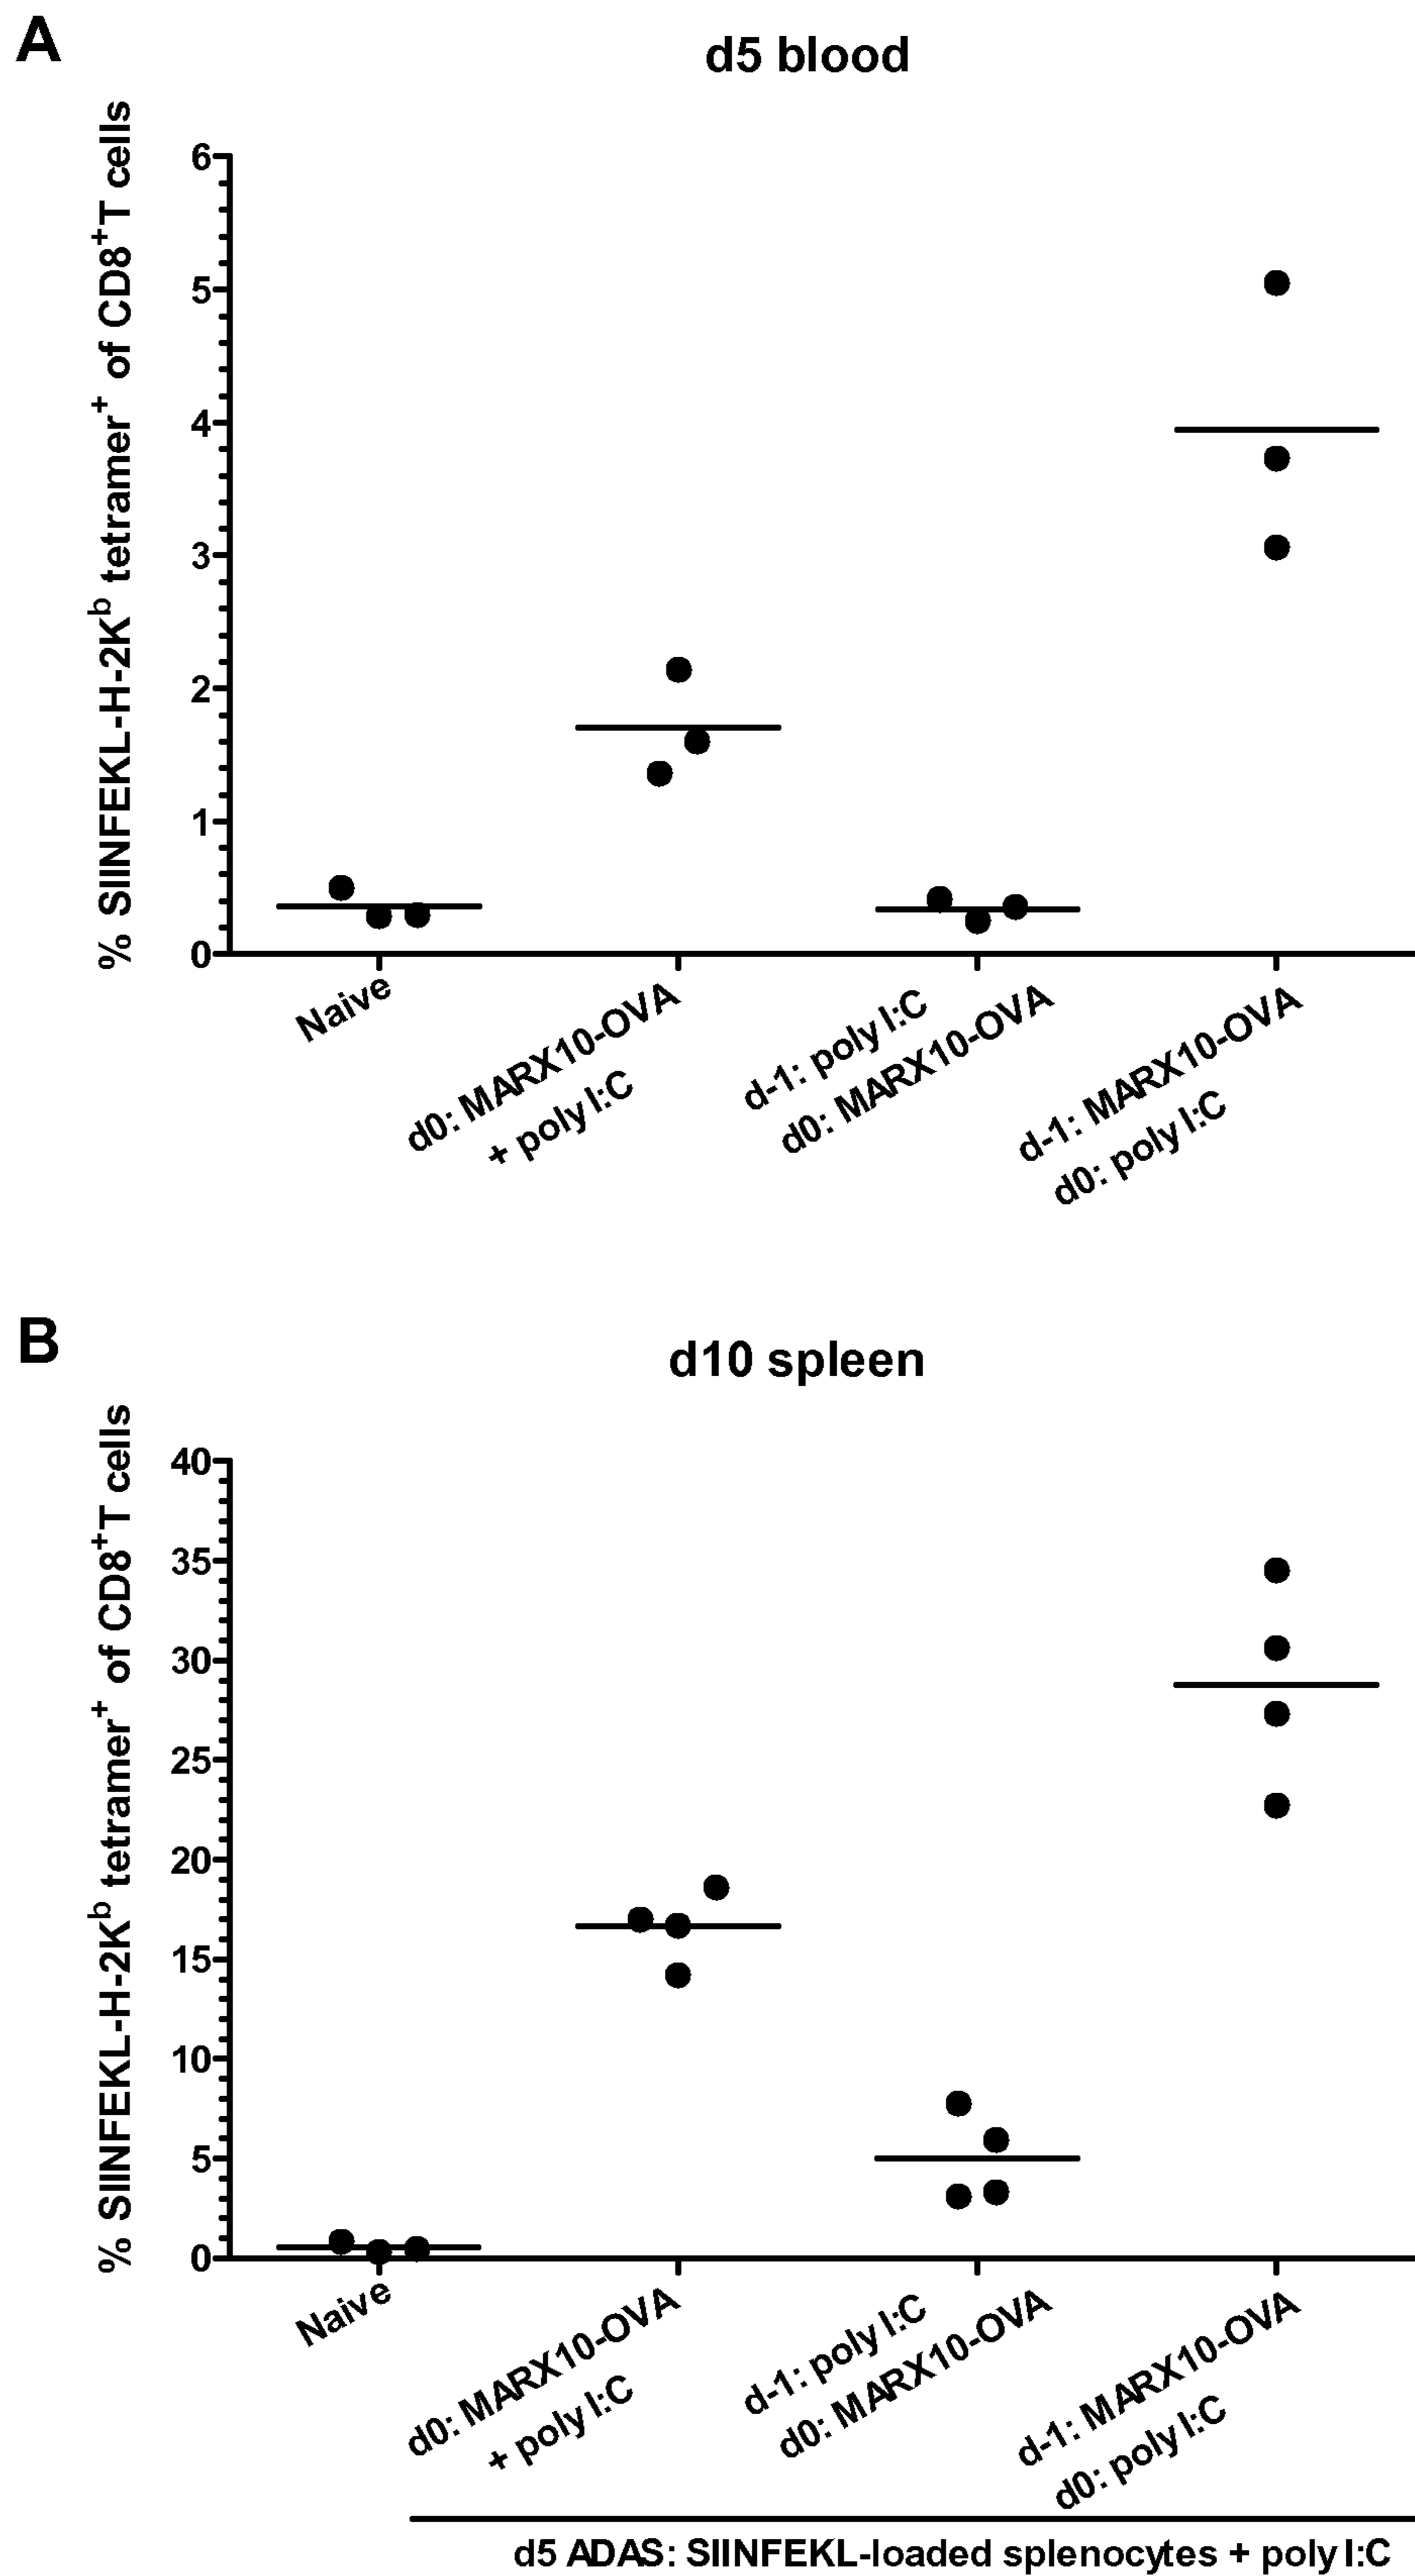 A
d5 blood
% SIINFEKL-H-2Kb tetramer+ of CD8+T cells
6
5
4
3
2
1
0
Naive
d0: MARX10-OVA
+ poly I:C
d-1: poly I:C
d0: MARX10-OVA
d-1: MARX10-OVA
d0: poly I:C
B
d10 spleen
% SIINFEKL-H-2Kb tetramer+ of CD8+T cells
40
35
30
25
20
15
10
5
0
Naive
d0: MARX10-OVA
+ poly I:C
d-1: poly I:C
d0: MARX10-OVA
d-1: MARX10-OVA
d0: poly I:C
d5 ADAS: SIINFEKL-loaded splenocytes + poly I:C